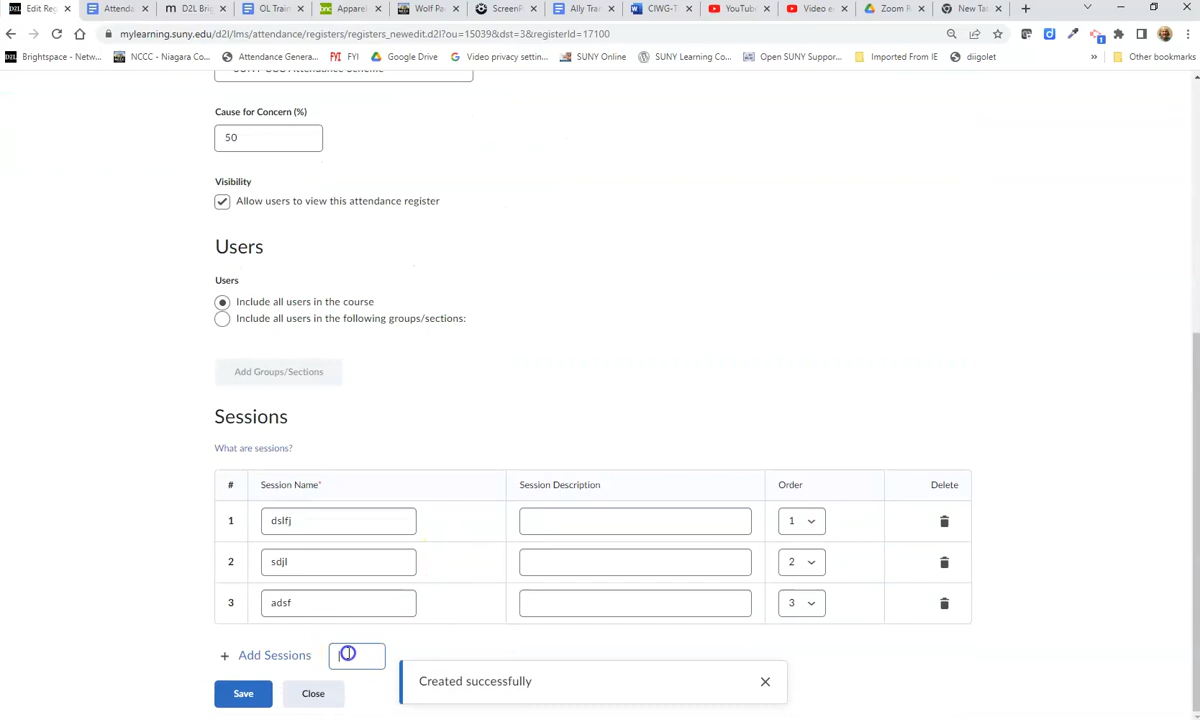 Edit Reg
Attenda
D2L Brig
OL Train
Apparel
Wolf Pa
ScreenP
Ally Tra
CIWG-T
YouTub
Video e
Zoom R
New Ta
mylearning.suny.edu/d2l/lms/attendance/registers/registers_newedit.d2l?ou=15039&dst=3&registerId=17100
Brightspace - Netw...
NCCC - Niagara Co...
Attendance Genera...
FYI
Google Drive
Video privacy settin...
SUNY Online
SUNY Learning Co...
Open SUNY Suppor...
Imported From IE
diigolet
»
Other bookmarks
Cause for Concern (%)
50
Visibility
Allow users to view this attendance register
Users
Users
Include all users in the course
Include all users in the following groups/sections:
Add Groups/Sections
Sessions
What are sessions?
# Session Name* Session Description Order Delete
1 dslfj 1
2 sdjl 2
3 adsf 3
+ Add Sessions
Created successfully
Save Close